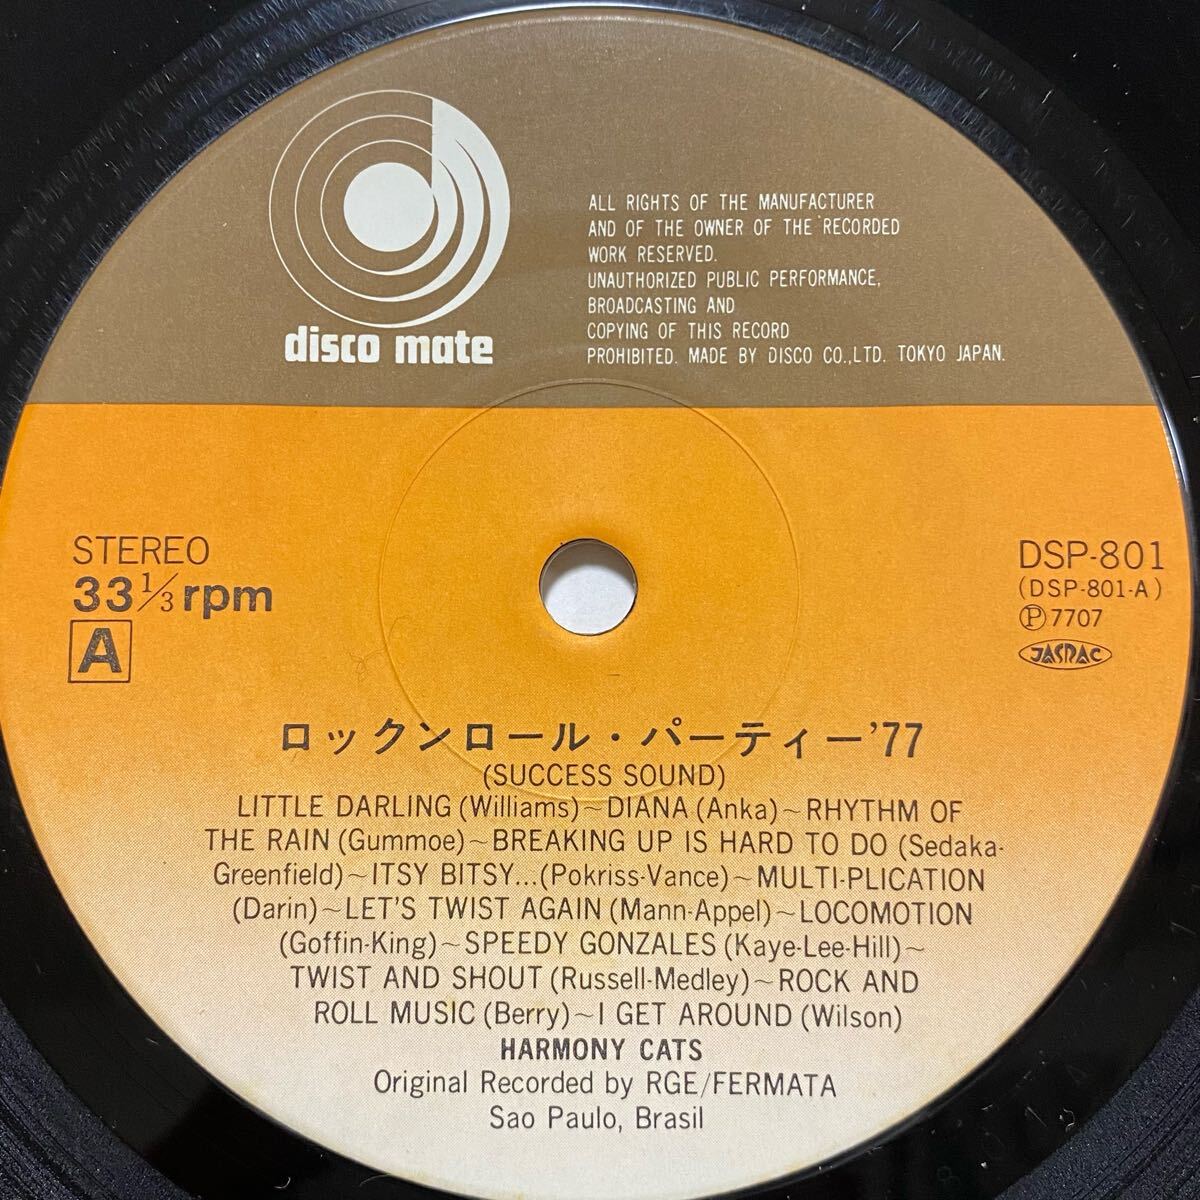 disco mate
ALL RIGHTS OF THE MANUFACTURER
AND OF THE OWNER OF THE RECORDED
WORK RESERVED.
UNAUTHORIZED PUBLIC PERFORMANCE,
BROADCASTING AND
COPYING OF THIS RECORD
PROHIBITED. MADE BY DISCO CO.,LTD. TOKYO JAPAN.
STEREO
33 1/3 rpm
A
DSP-801
(DSP-801-A)
Ⓟ7707
JASRAC
ロックンロール・パーティー'77
(SUCCESS SOUND)
LITTLE DARLING (Williams)~DIANA (Anka)~RHYTHM OF
THE RAIN (Gummoe)~BREAKING UP IS HARD TO DO (Sedaka-
Greenfield)~ITSY BITSY...(Pokriss-Vance)~MULTI-PLICATION
(Darin)~LET'S TWIST AGAIN (Mann-Appel)~LOCOMOTION
(Goffin-King)~SPEEDY GONZALES (Kaye-Lee-Hill)~
TWIST AND SHOUT (Russell-Medley)~ROCK AND
ROLL MUSIC (Berry)~I GET AROUND (Wilson)
HARMONY CATS
Original Recorded by RGE/FERMATA
Sao Paulo, Brasil